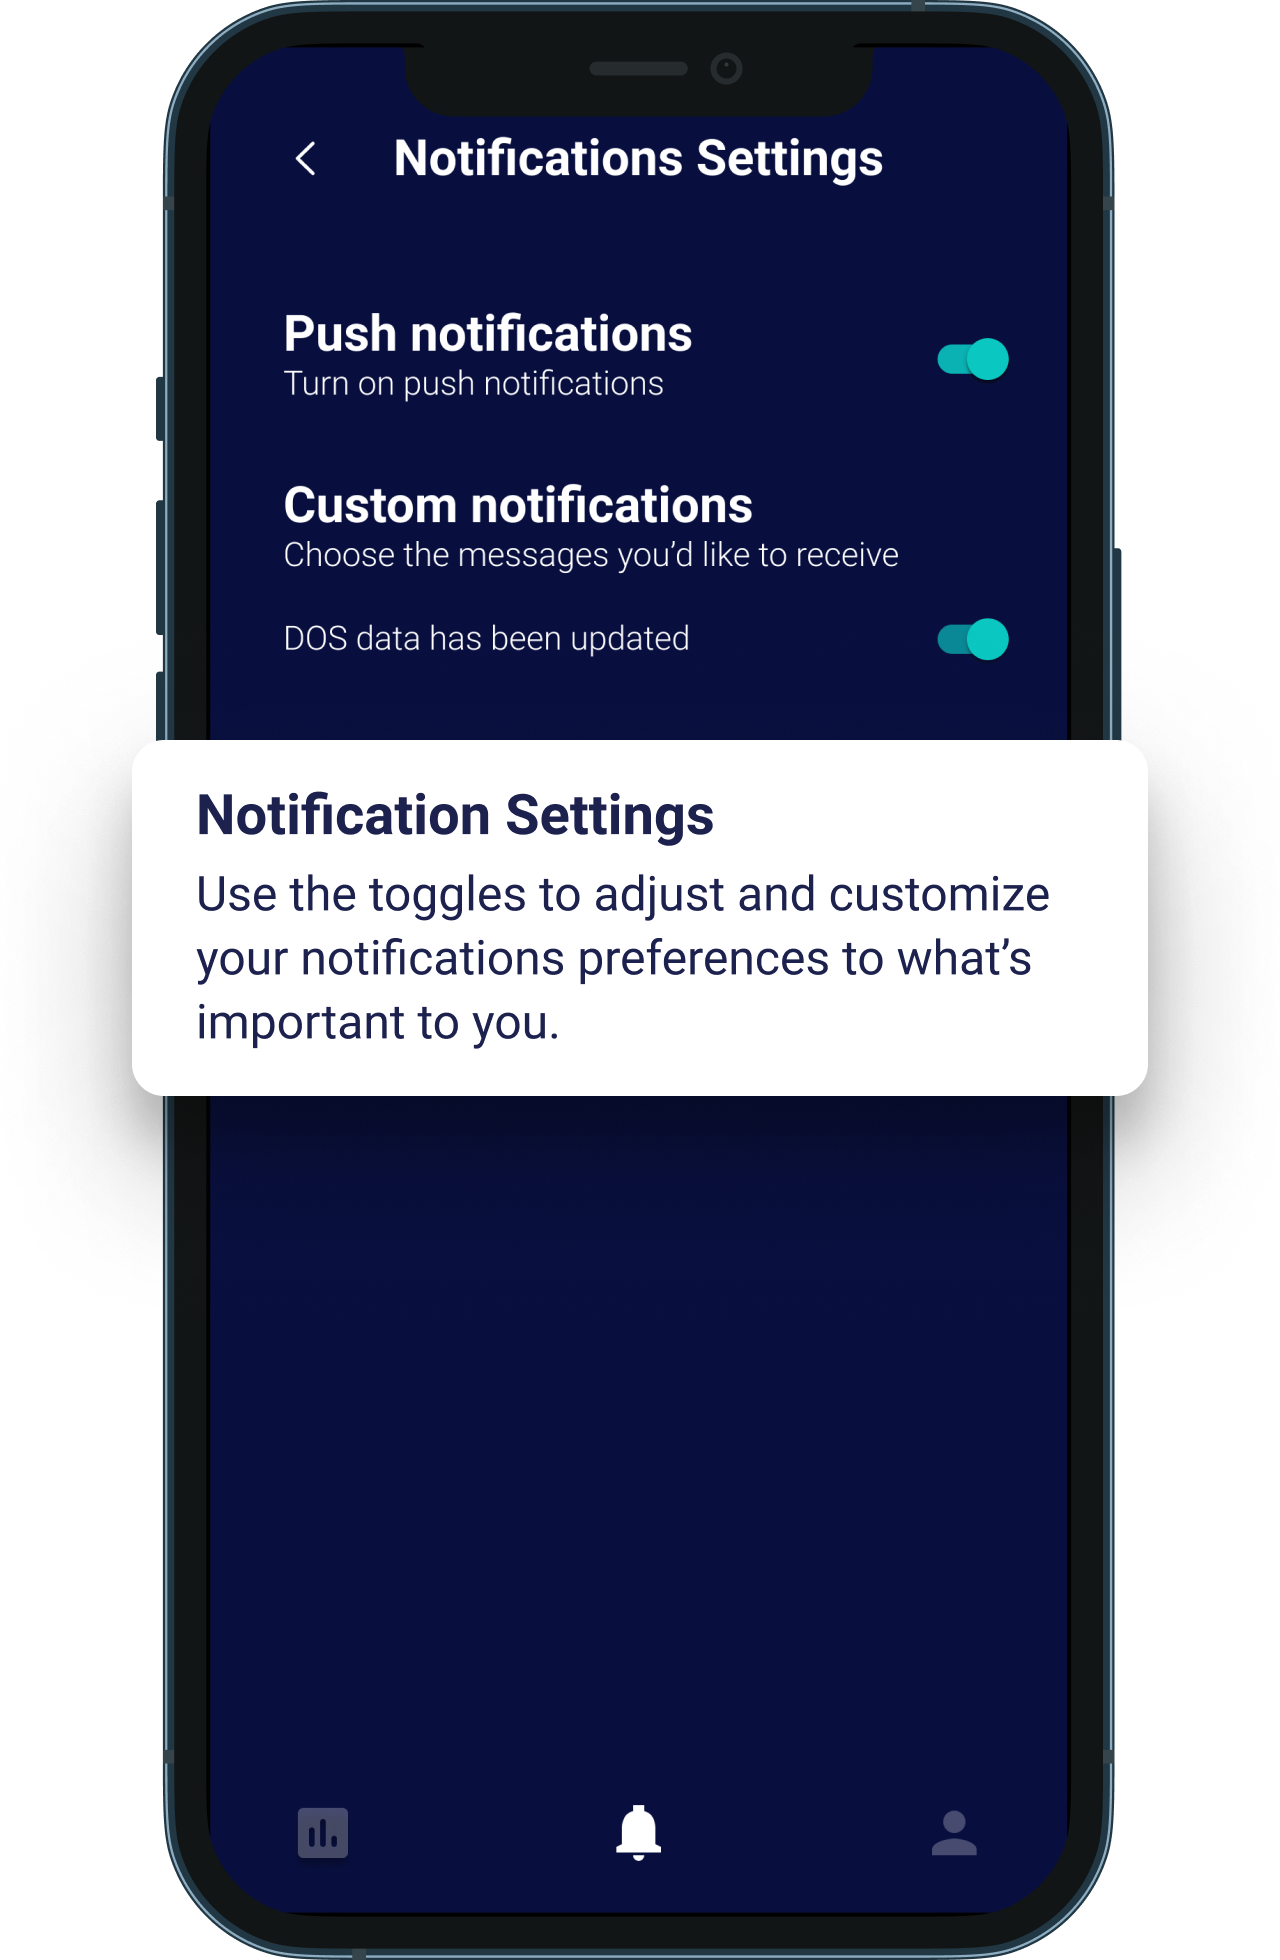 Notifications Settings
Push notifications
Turn on push notifications
Custom notifications
Choose the messages you’d like to receive
DOS data has been updated
Notification Settings
Use the toggles to adjust and customize
your notifications preferences to what’s
important to you.